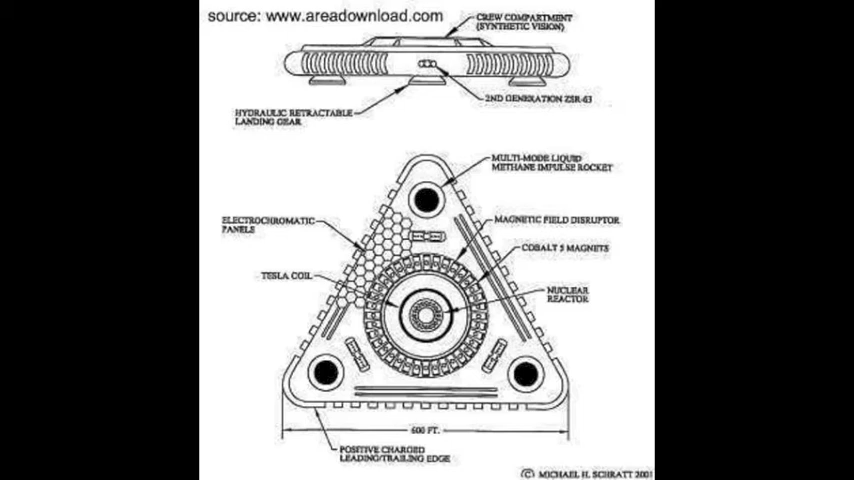 source: www.areadownload.com
CREW COMPARTMENT
(SYNTHETIC VISION)
2ND GENERATION ZSR-63
HYDRAULIC RETRACTABLE
LANDING GEAR
MULTI-MODE LIQUID
METHANE IMPULSE ROCKET
ELECTROCHROMATIC
PANELS
MAGNETIC FIELD DISRUPTOR
COBALT 5 MAGNETS
TESLA COIL
NUCLEAR
REACTOR
600 FT.
POSITIVE CHARGED
LEADING/TRAILING EDGE
© MICHAEL H. SCHRATT 2001